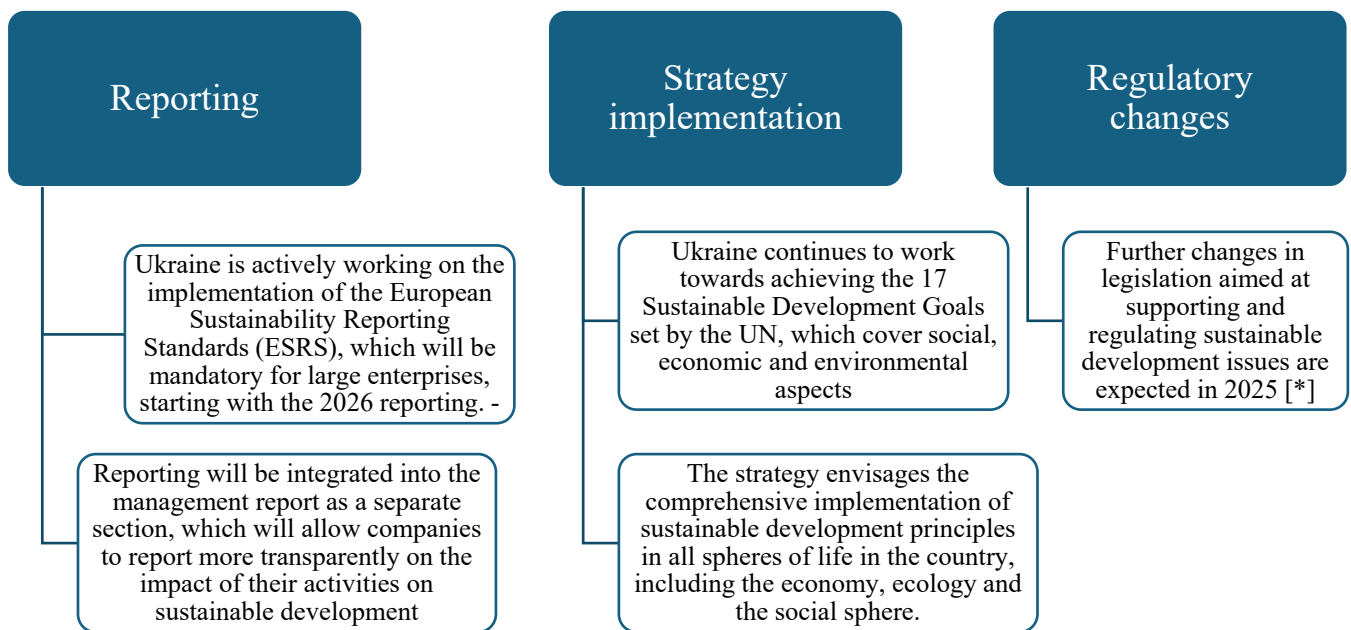 Reporting
Ukraine is actively working on the
implementation of the European
Sustainability Reporting
Standards (ESRS), which will be
mandatory for large enterprises,
starting with the 2026 reporting. -
Reporting will be integrated into the
management report as a separate
section, which will allow companies
to report more transparently on the
impact of their activities on
sustainable development
Strategy
implementation
Ukraine continues to work
towards achieving the 17
Sustainable Development Goals
set by the UN, which cover social,
economic and environmental
aspects
The strategy envisages the
comprehensive implementation of
sustainable development principles
in all spheres of life in the country,
including the economy, ecology and
the social sphere.
Regulatory
changes
Further changes in
legislation aimed at
supporting and
regulating sustainable
development issues are
expected in 2025 [*]